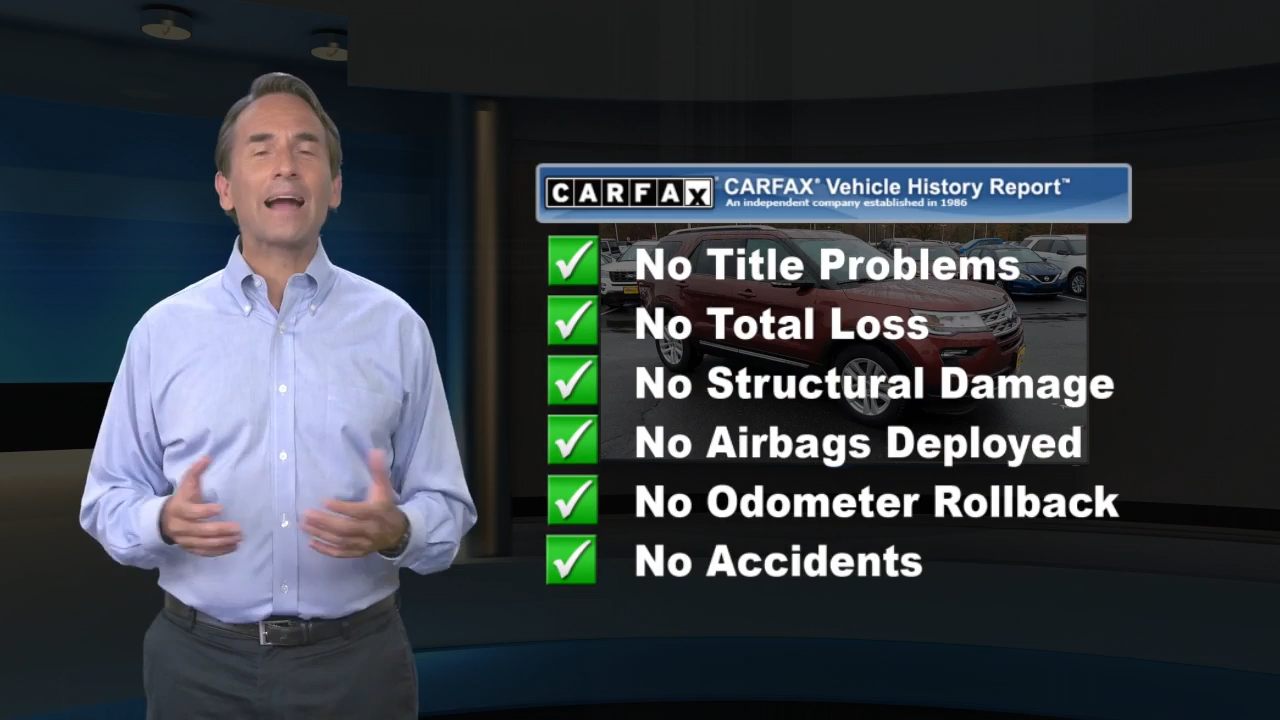 CARFAX
CARFAX® Vehicle History Report™
An independent company established in 1986
No Title Problems
No Total Loss
No Structural Damage
No Airbags Deployed
No Odometer Rollback
No Accidents